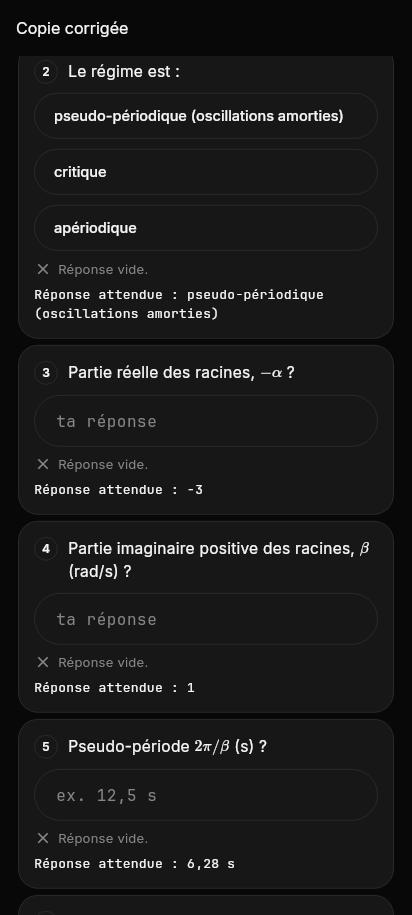 Copie corrigée
2 Le régime est :
pseudo-périodique (oscillations amorties)
critique
apériodique
✕ Réponse vide.
Réponse attendue : pseudo-périodique
(oscillations amorties)
3 Partie réelle des racines, −α ?
ta réponse
✕ Réponse vide.
Réponse attendue : -3
4 Partie imaginaire positive des racines, β
(rad/s) ?
ta réponse
✕ Réponse vide.
Réponse attendue : 1
5 Pseudo-période 2π/β (s) ?
ex. 12,5 s
✕ Réponse vide.
Réponse attendue : 6,28 s